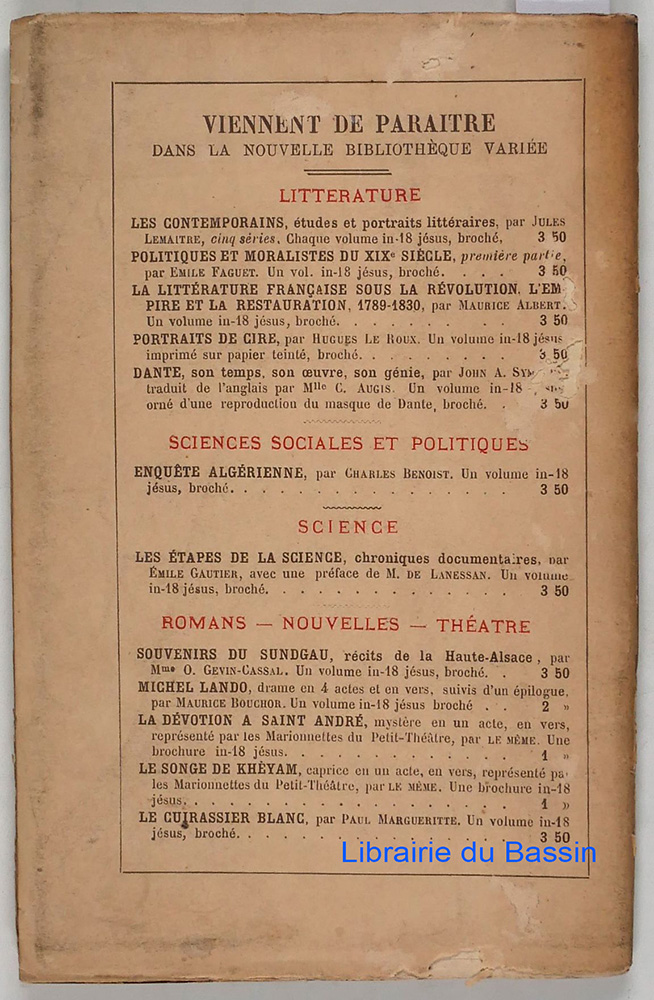 VIENNENT DE PARAITRE
DANS LA NOUVELLE BIBLIOTHÈQUE VARIÉE
LITTERATURE
LES CONTEMPORAINS, études et portraits littéraires, par JULES
LEMAITRE, cinq séries. Chaque volume in-18 jésus, broché. 3 50
POLITIQUES ET MORALISTES DU XIXe SIÈCLE, première partie,
par EMILE FAGUET. Un vol. in-18 jésus, broché. . . . . 3 50
LA LITTÉRATURE FRANÇAISE SOUS LA RÉVOLUTION, L'EM
PIRE ET LA RESTAURATION, 1789-1830, par MAURICE ALBERT.
Un volume in-18 jésus, broché. . . . . . . . . . 3 50
PORTRAITS DE CIRE, par HUGUES LE ROUX. Un volume in-18 jésus
imprimé sur papier teinté, broché. . . . . . . . . 3 50
DANTE, son temps, son œuvre, son génie, par JOHN A.
traduit de l'anglais par Mlle C. AUGIS. Un volume in-18
orné d'une reproduction du masque de Dante, broché. . 3 50
SCIENCES SOCIALES ET POLITIQUES
ENQUÊTE ALGÉRIENNE, par CHARLES BENOIST. Un volume in-18
jésus, broché. . . . . . . . . . . . . . . . 3 50
SCIENCE
LES ÉTAPES DE LA SCIENCE, chroniques documentaires, par
ÉMILE GAUTIER, avec une préface de M. DE LANESSAN. Un volume
in-18 jésus, broché. . . . . . . . . . . . . . 3 50
ROMANS — NOUVELLES — THÉATRE
SOUVENIRS DU SUNDGAU, récits de la Haute-Alsace, par
Mme O. GEVIN-CASSAL. Un volume in-18 jésus, broché. . 3 50
MICHEL LANDO, drame en 4 actes et en vers, suivis d'un épilogue,
par MAURICE BOUCHOR. Un volume in-18 jésus broché . . 2 »
LA DÉVOTION A SAINT ANDRÉ, mystère en un acte, en vers,
représenté par les Marionnettes du Petit-Théâtre, par LE MÊME. Une
brochure in-18 jésus. . . . . . . . . . . . . 1 »
LE SONGE DE KHÈYAM, caprice en un acte, en vers, représenté pa
les Marionnettes du Petit-Théâtre, par LE MÊME. Une brochure in-18
jésus. . . . . . . . . . . . . . . . . . . 1 »
LE CUIRASSIER BLANC, par PAUL MARGUERITTE. Un volume in-18
jésus, broché. . . . . . . . . . . . . . . . 3 50
Librairie du Bassin